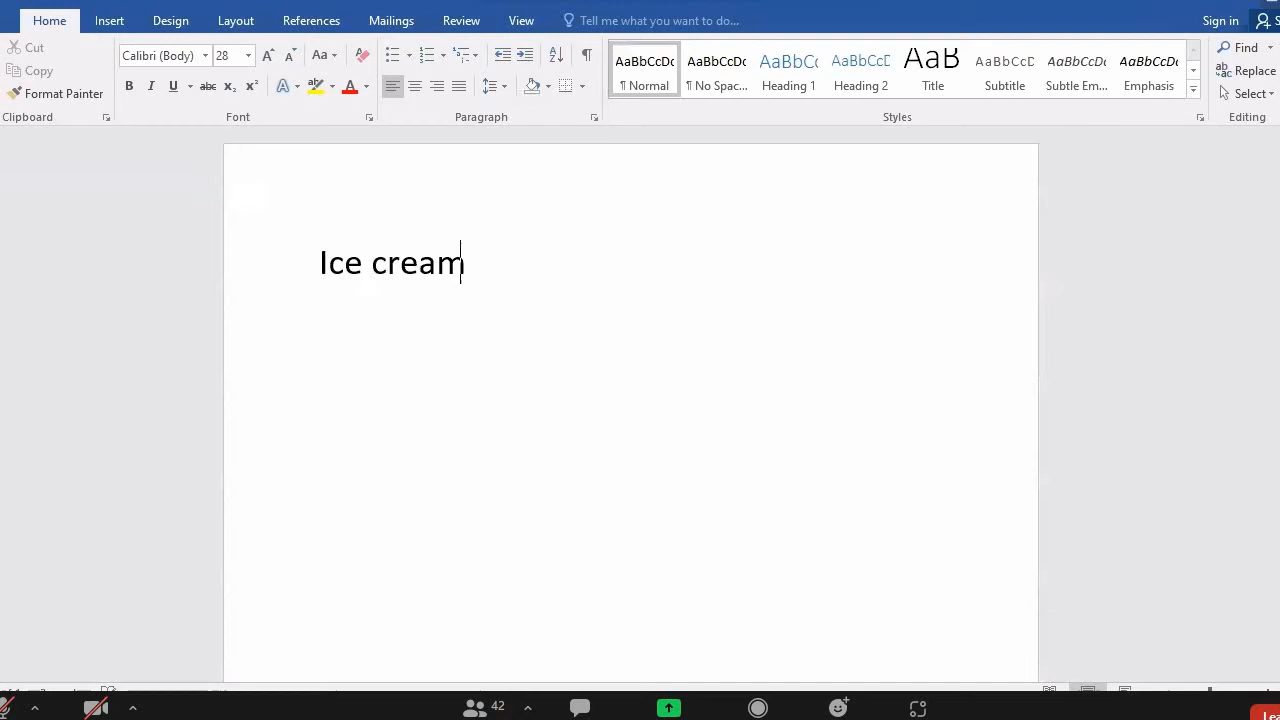 Home Insert Design Layout References Mailings Review View Tell me what you want to do... Sign in
Cut
Copy
Format Painter
Clipboard
Calibri (Body) 28
Font
Paragraph
AaBbCcDc AaBbCcDc AaBbCc AaBbCcD AaB AaBbCcD AaBbCcDc AaBbCcDc
¶ Normal ¶ No Spac... Heading 1 Heading 2 Title Subtitle Subtle Em... Emphasis
Styles
Find
Replace
Select
Editing
Ice cream
42